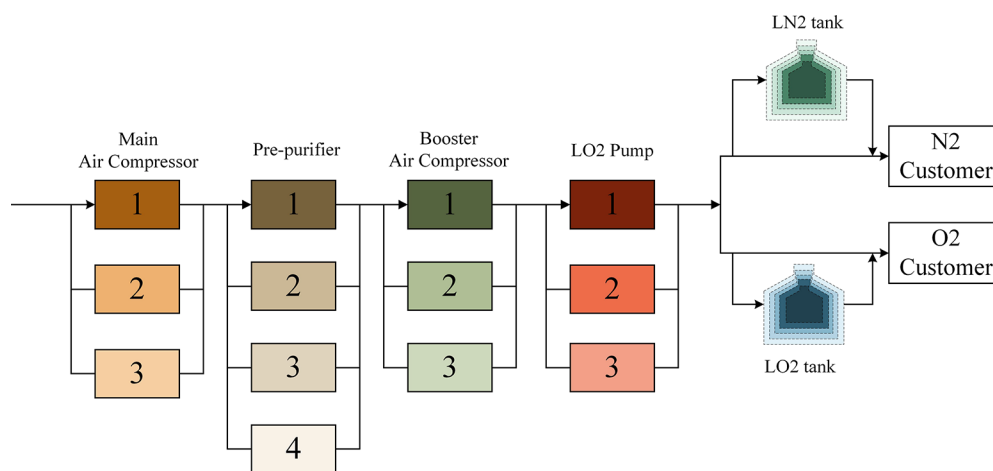 LN2 tank
Main
Air Compressor
Pre-purifier
Booster
Air Compressor
LO2 Pump
N2
Customer
1
1
1
1
O2
Customer
2
2
2
2
3
3
3
3
LO2 tank
4